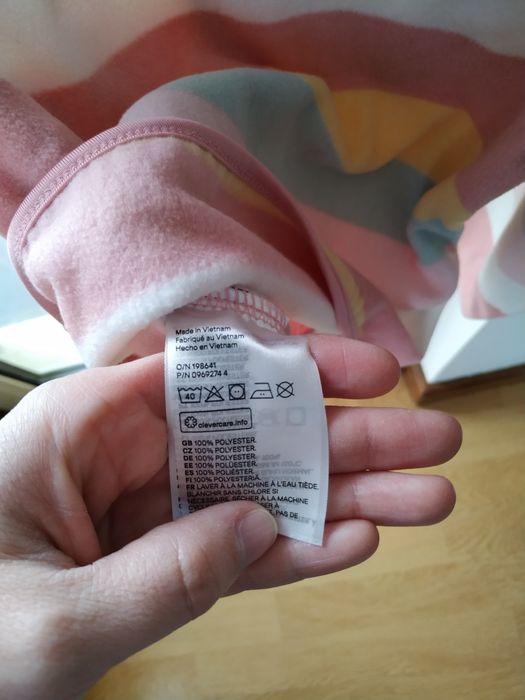 Made in Vietnam
Fabriqué au Vietnam
Hecho en Vietnam
O/N 198641
P/N 0969274 4
40
clevercare.info
GB 100% POLYESTER.
CZ 100% POLYESTER.
DE 100% POLYESTER.
EE 100% POLÜESTER.
ES 100% POLIÉSTER.
FI 100% POLYESTERIÄ.
FR LAVER À LA MACHINE À L'EAU TIÈDE.
BLANCHIR SANS CHLORE SI
NÉCESSAIRE. SÉCHER À LA MACHINE